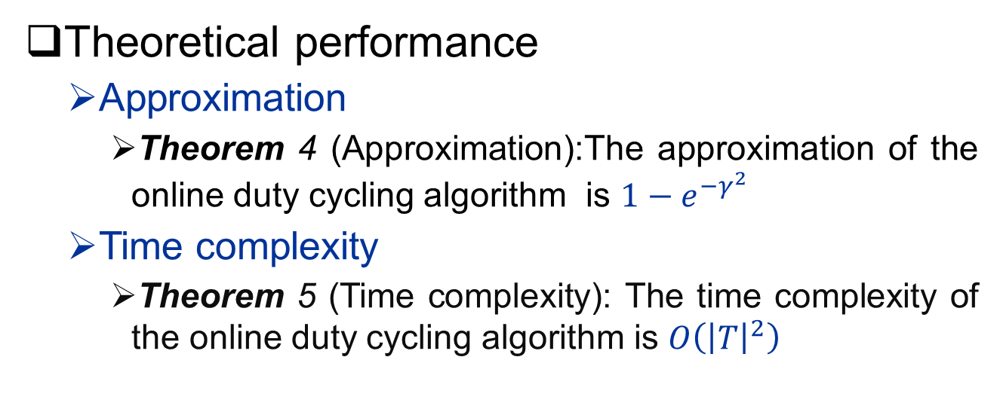 ❑Theoretical performance
➢Approximation
➢Theorem 4 (Approximation):The approximation of the
online duty cycling algorithm is $1 - e^{-\gamma^2}$
➢Time complexity
➢Theorem 5 (Time complexity): The time complexity of
the online duty cycling algorithm is $O(|T|^2)$